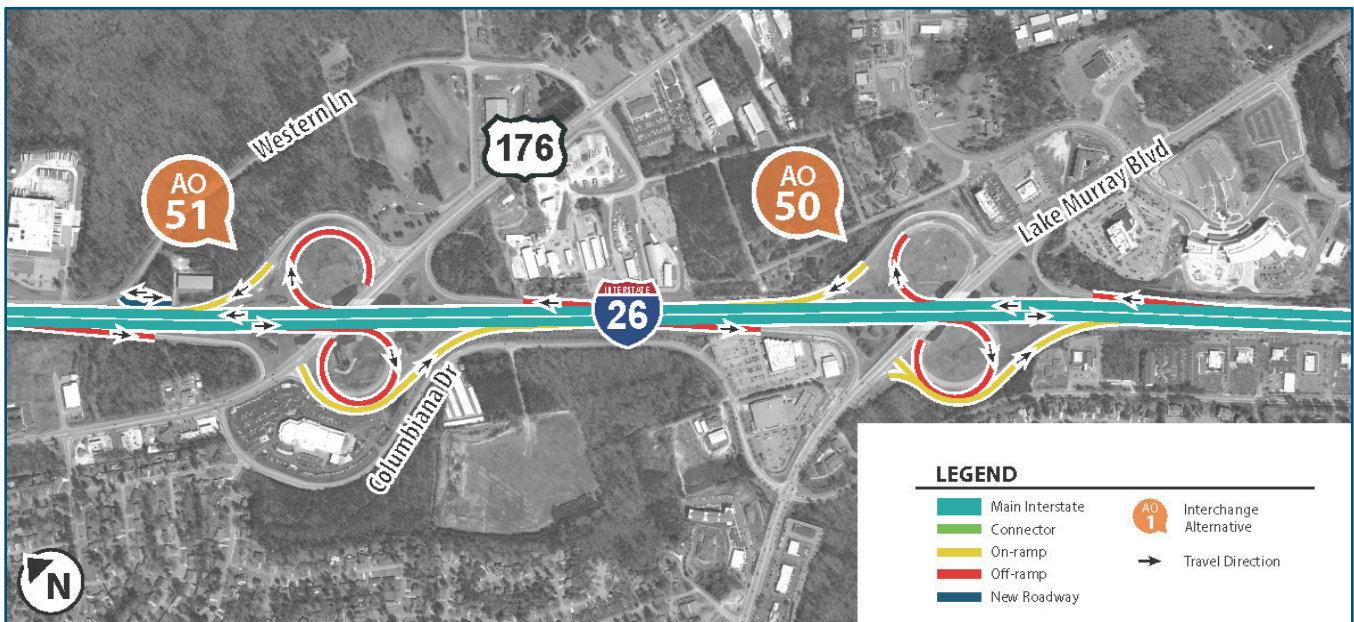 Western Ln
176
AO
51
AO
50
Lake Murray Blvd
INTERSTATE
26
Columbiana Dr
N
LEGEND
Main Interstate
Connector
On-ramp
Off-ramp
New Roadway
AO
1
Interchange
Alternative
Travel Direction